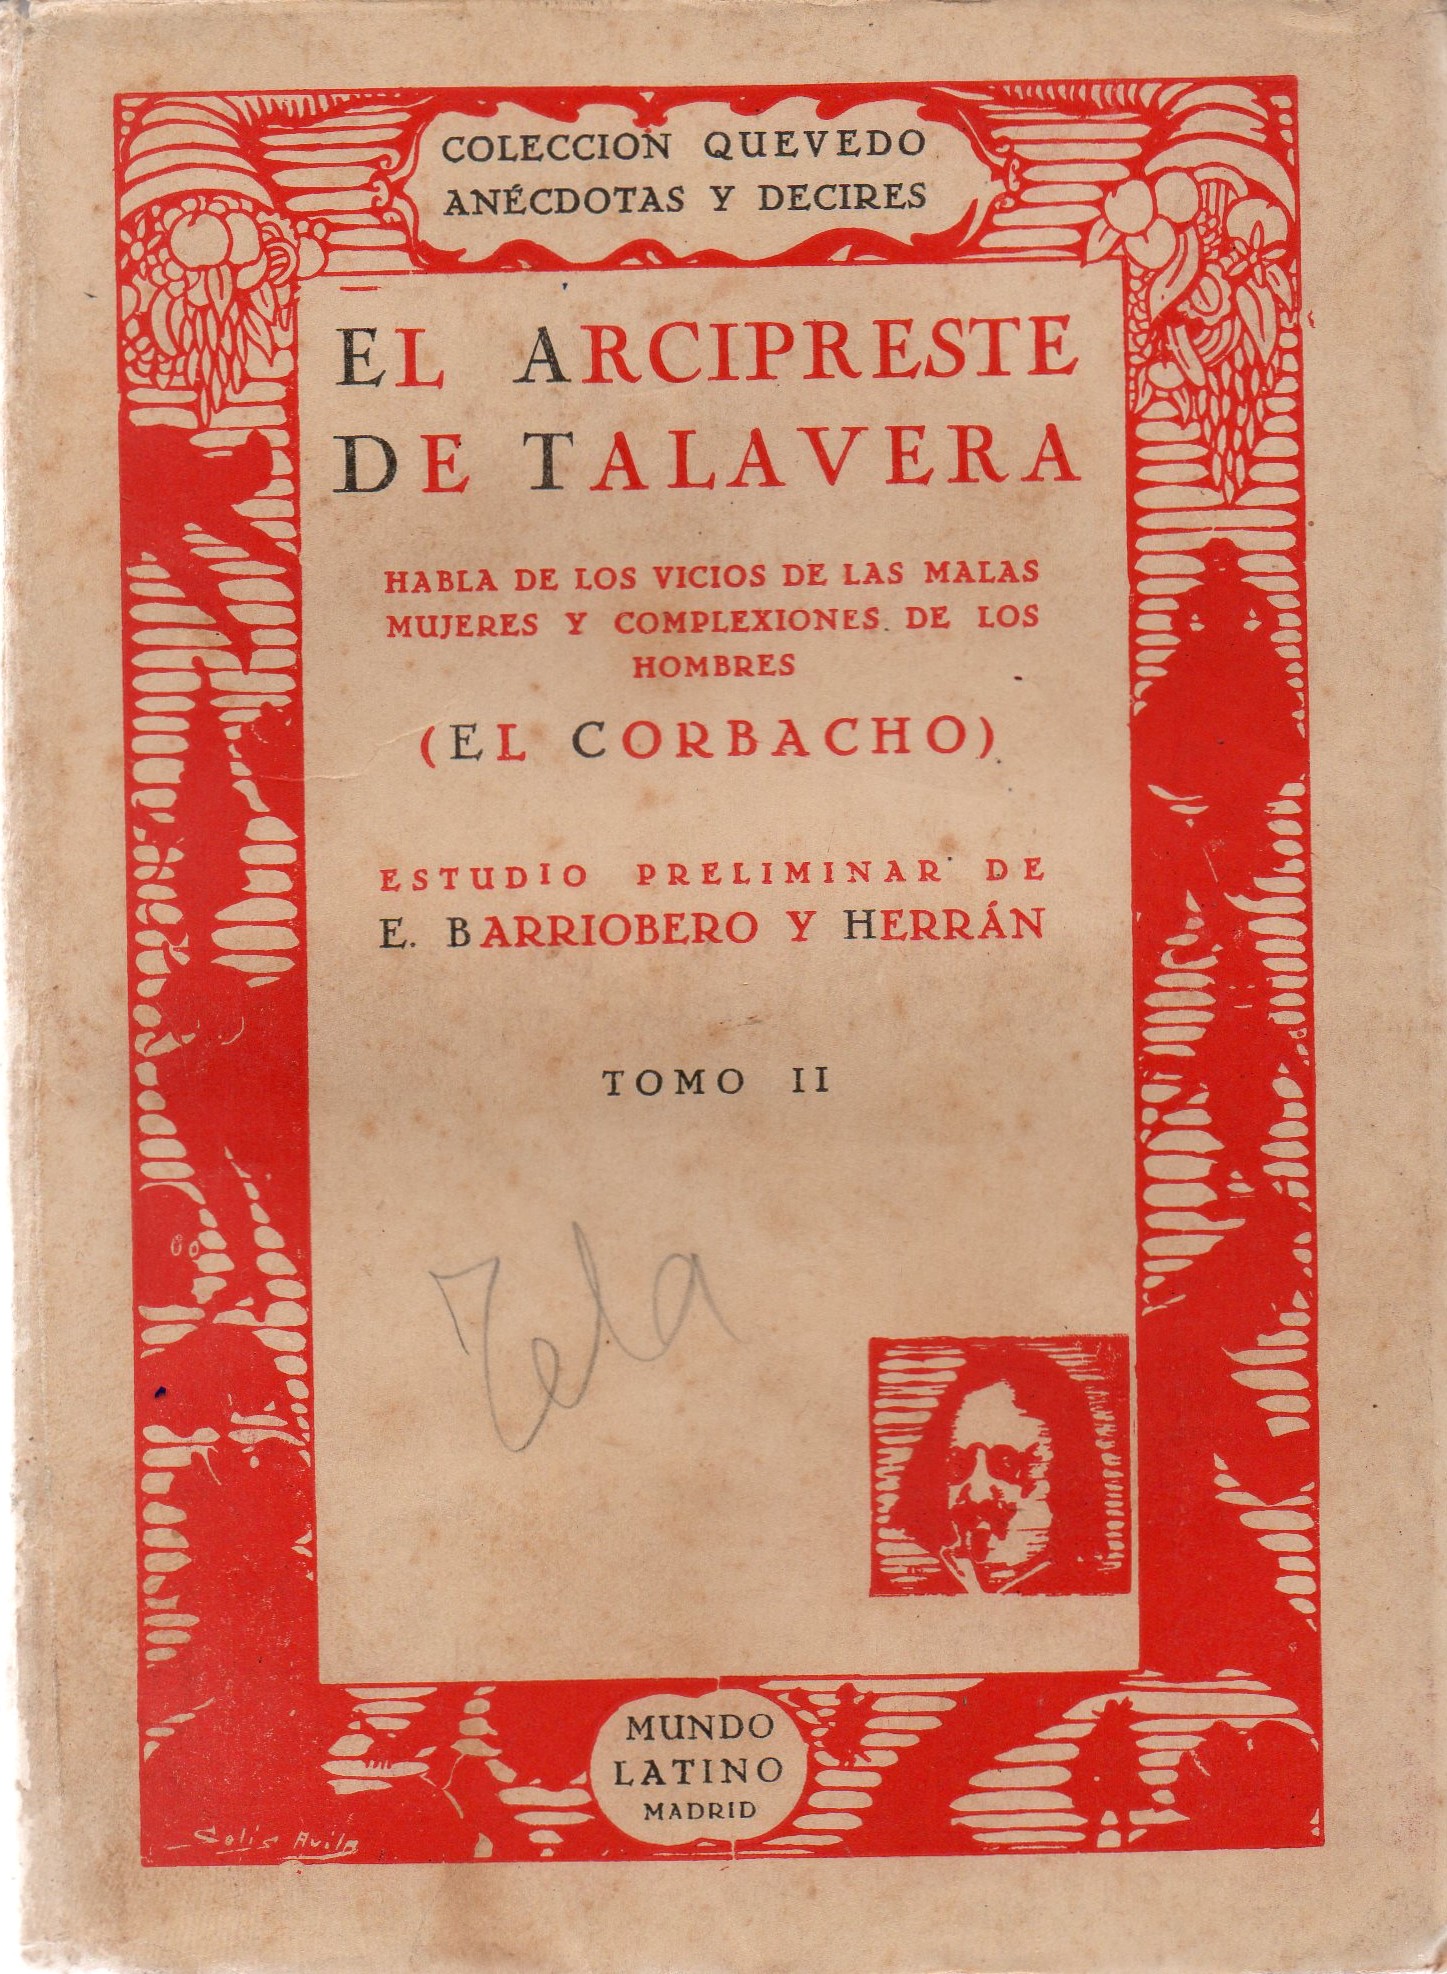 COLECCION QUEVEDO
ANÉCDOTAS Y DECIRES
EL ARCIPRESTE
DE TALAVERA
HABLA DE LOS VICIOS DE LAS MALAS
MUJERES Y COMPLEXIONES DE LOS
HOMBRES
(EL CORBACHO)
ESTUDIO PRELIMINAR DE
E. BARRIOBERO Y HERRÁN
TOMO II
Tela
MUNDO
LATINO
MADRID
Solis Avila